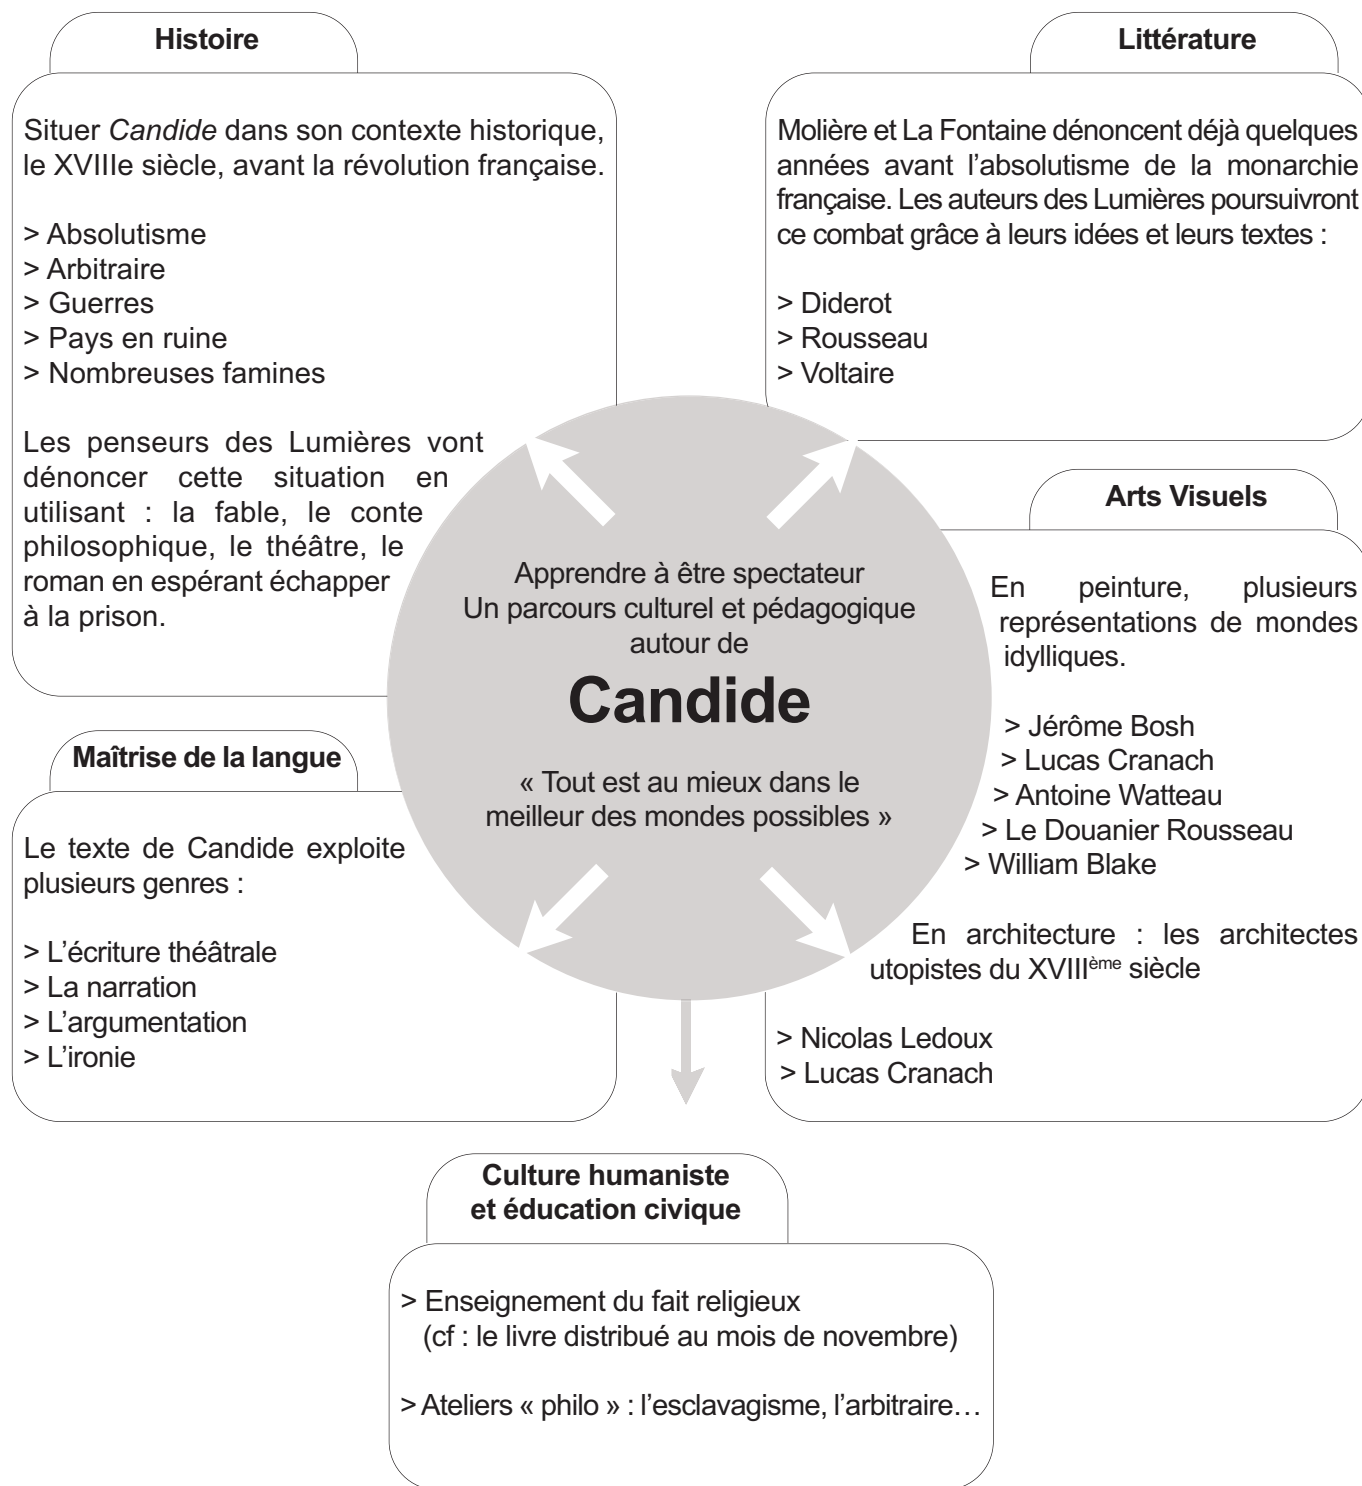 Histoire
Situer Candide dans son contexte historique,
le XVIIIe siècle, avant la révolution française.
> Absolutisme
> Arbitraire
> Guerres
> Pays en ruine
> Nombreuses famines
Les penseurs des Lumières vont
dénoncer cette situation en
utilisant : la fable, le conte
philosophique, le théâtre, le
roman en espérant échapper
à la prison.
Littérature
Molière et La Fontaine dénoncent déjà quelques
années avant l'absolutisme de la monarchie
française. Les auteurs des Lumières poursuivront
ce combat grâce à leurs idées et leurs textes :
> Diderot
> Rousseau
> Voltaire
Apprendre à être spectateur
Un parcours culturel et pédagogique
autour de
Candide
« Tout est au mieux dans le
meilleur des mondes possibles »
Arts Visuels
En peinture, plusieurs
représentations de mondes
idylliques.
> Jérôme Bosh
> Lucas Cranach
> Antoine Watteau
> Le Douanier Rousseau
> William Blake
En architecture : les architectes
utopistes du XVIIIème siècle
> Nicolas Ledoux
> Lucas Cranach
Maîtrise de la langue
Le texte de Candide exploite
plusieurs genres :
> L'écriture théâtrale
> La narration
> L'argumentation
> L'ironie
Culture humaniste
et éducation civique
> Enseignement du fait religieux
(cf : le livre distribué au mois de novembre)
> Ateliers « philo » : l'esclavagisme, l'arbitraire…